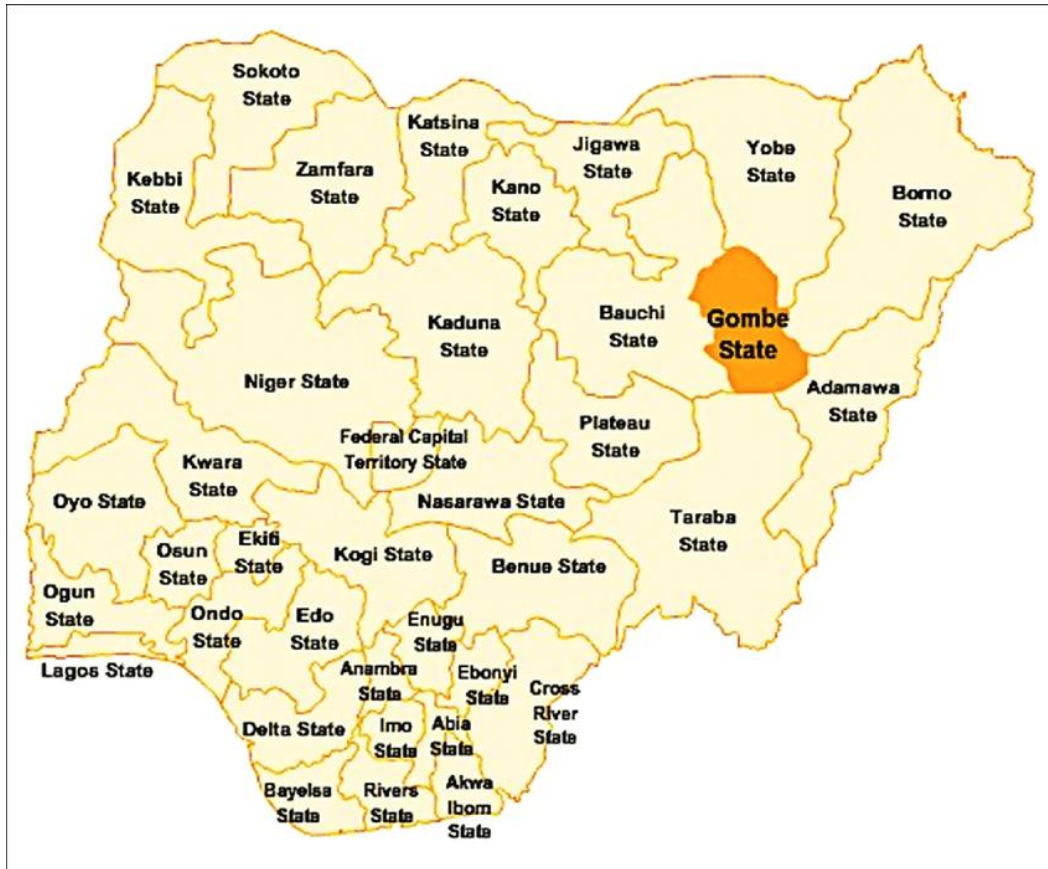 Sokoto
State
Katsina
State
Jigawa
State
Yobe
State
Kebbi
State
Zamfara
State
Kano
State
Borno
State
Bauchi
State
Gombe
State
Kaduna
State
Niger State
Adamawa
State
Plateau
State
Federal Capital
Territory State
Kwara
State
Oyo State
Nasarawa State
Taraba
State
Osun
State
Ekiti
State
Kogi State
Benue State
Ogun
State
Ondo
State
Edo
State
Enugu
State
Lagos State
Anambra
State
Ebonyi
State
Cross
River
State
Delta State
Imo
State
Abia
State
Bayelsa
State
Rivers
State
Akwa
Ibom
State